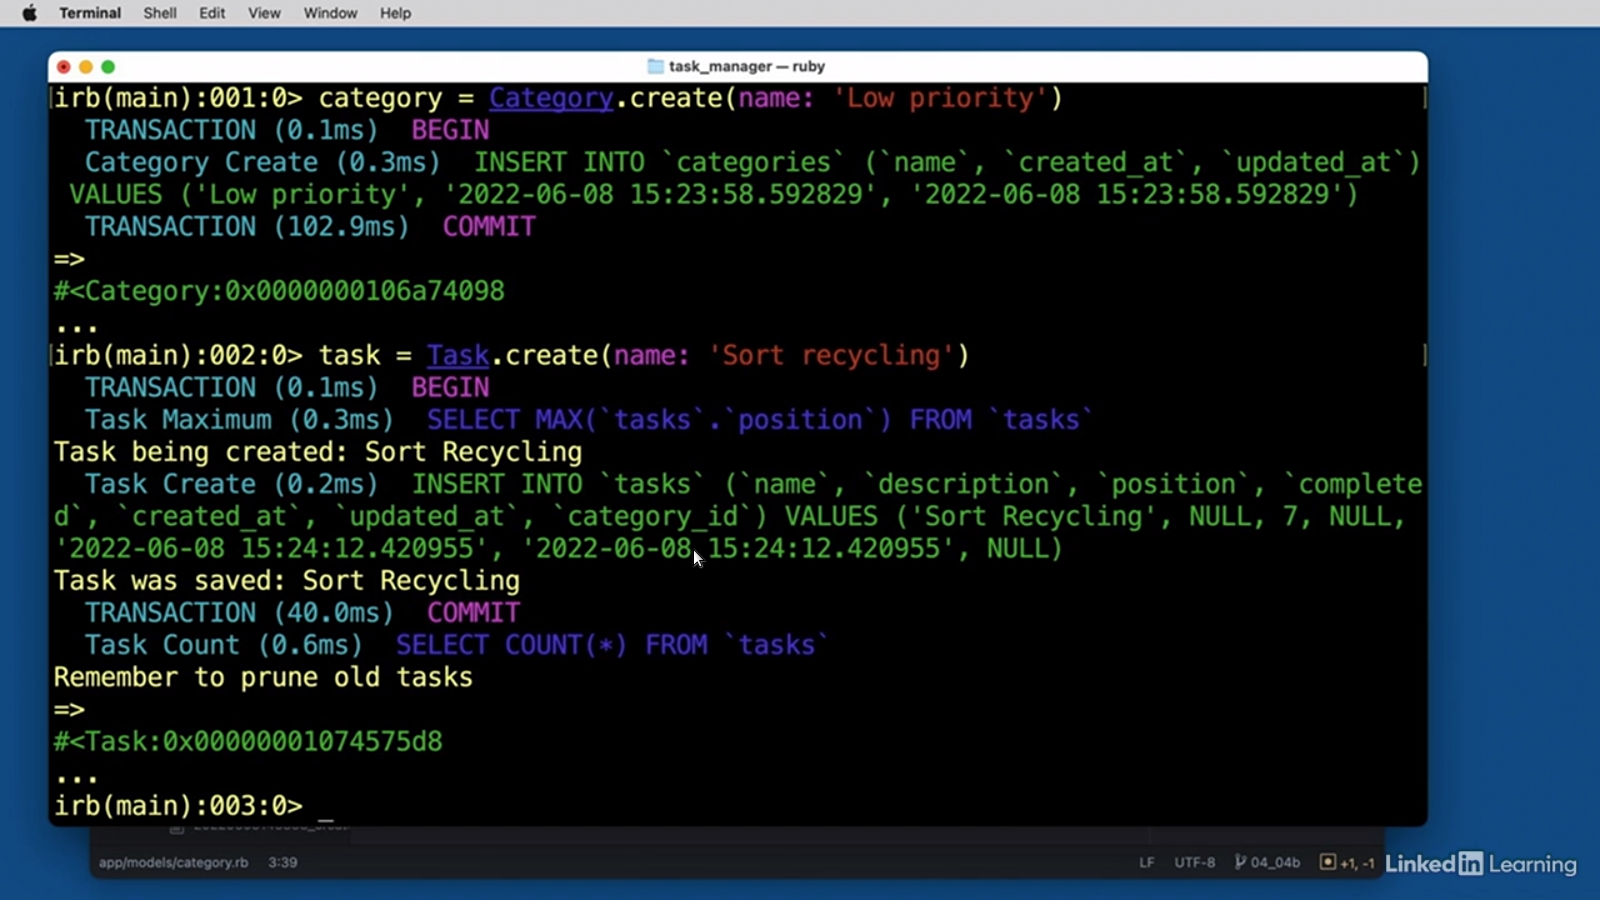 Terminal Shell Edit View Window Help
task_manager — ruby
irb(main):001:0> category = Category.create(name: 'Low priority')
TRANSACTION (0.1ms) BEGIN
Category Create (0.3ms) INSERT INTO `categories` (`name`, `created_at`, `updated_at`)
VALUES ('Low priority', '2022-06-08 15:23:58.592829', '2022-06-08 15:23:58.592829')
TRANSACTION (102.9ms) COMMIT
=>
#<Category:0x0000000106a74098
...
irb(main):002:0> task = Task.create(name: 'Sort recycling')
TRANSACTION (0.1ms) BEGIN
Task Maximum (0.3ms) SELECT MAX(`tasks`.`position`) FROM `tasks`
Task being created: Sort Recycling
Task Create (0.2ms) INSERT INTO `tasks` (`name`, `description`, `position`, `complete
d`, `created_at`, `updated_at`, `category_id`) VALUES ('Sort Recycling', NULL, 7, NULL,
'2022-06-08 15:24:12.420955', '2022-06-08 15:24:12.420955', NULL)
Task was saved: Sort Recycling
TRANSACTION (40.0ms) COMMIT
Task Count (0.6ms) SELECT COUNT(*) FROM `tasks`
Remember to prune old tasks
=>
#<Task:0x00000001074575d8
...
irb(main):003:0> _
app/models/category.rb 3:39 LF UTF-8 04_04b +1, -1
LinkedIn Learning